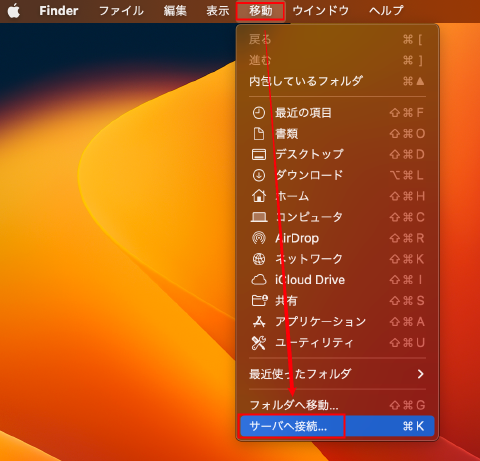 Finder ファイル 編集 表示 移動 ウインドウ ヘルプ
戻る ⌘ [
進む ⌘ ]
内包しているフォルダ ⌘▲
最近の項目 ⇧⌘F
書類 ⇧⌘O
デスクトップ ⇧⌘D
ダウンロード ⌥⌘L
ホーム ⇧⌘H
コンピュータ ⇧⌘C
AirDrop ⇧⌘R
ネットワーク ⇧⌘K
iCloud Drive ⇧⌘I
共有 ⇧⌘S
アプリケーション ⇧⌘A
ユーティリティ ⇧⌘U
最近使ったフォルダ >
フォルダへ移動... ⇧⌘G
サーバへ接続... ⌘K